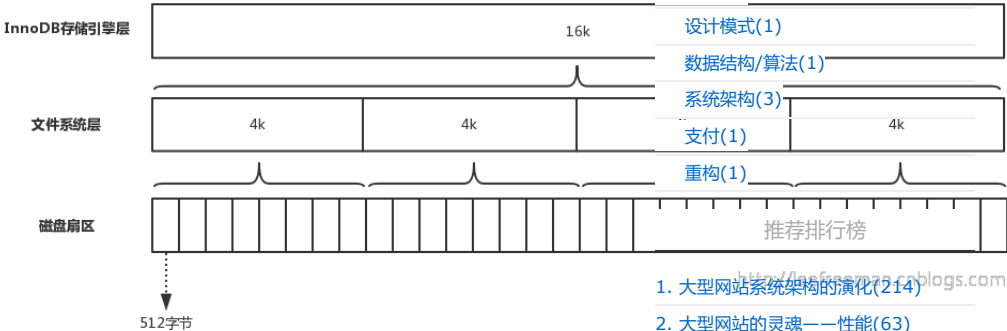 InnoDB存储引擎层
16k
设计模式(1)
数据结构/算法(1)
系统架构(3)
文件系统层
4k
4k
4k
支付(1)
重构(1)
磁盘扇区
推荐排行榜
http://leefreeman.cnblogs.com
1. 大型网站系统架构的演化(214)
512字节
2. 大型网站的灵魂——性能(63)